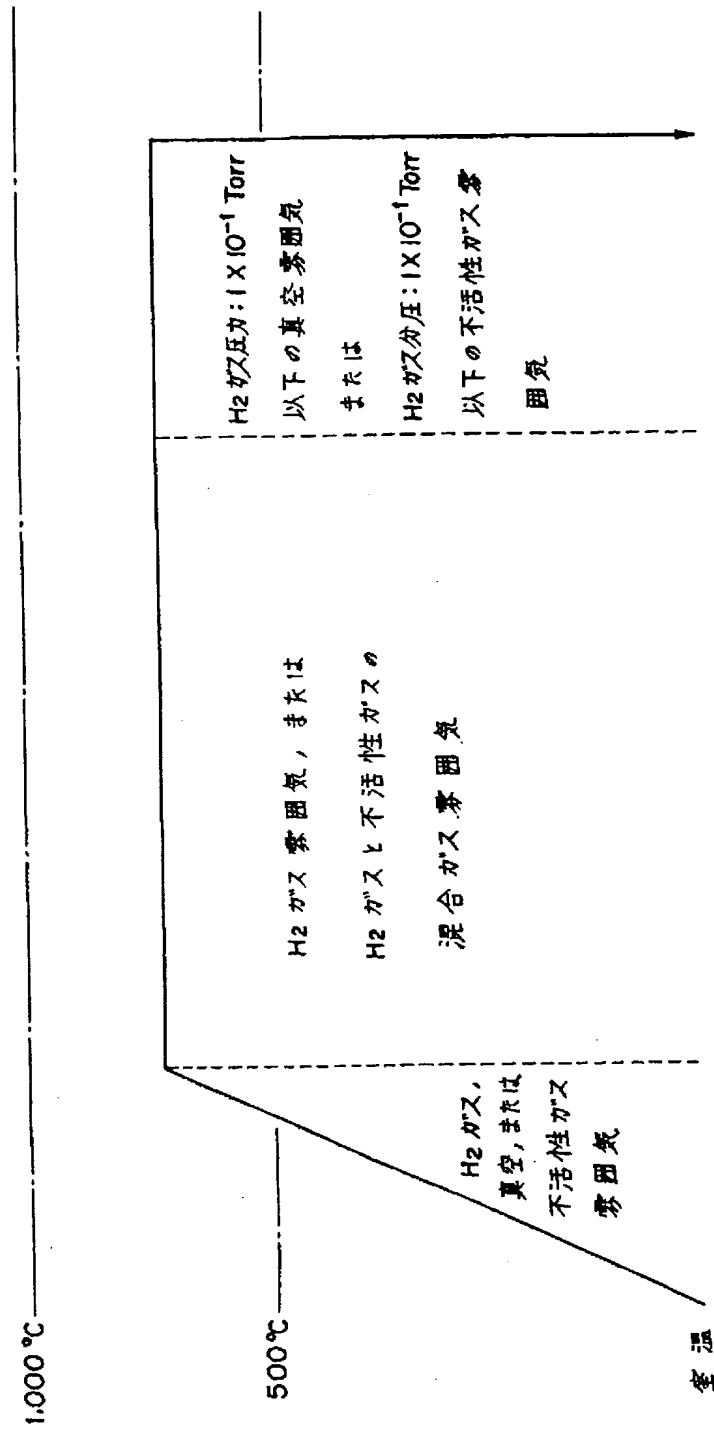 1,000℃
500℃
室温
H2ガス,
真空,または
不活性ガス
雰囲気
H2ガス雰囲気,または
H2ガスと不活性ガスの
混合ガス雰囲気
H2ガス圧力:1×10⁻¹ Torr
以下の真空雰囲気
または
H2ガス分圧:1×10⁻¹ Torr
以下の不活性ガス雰
囲気